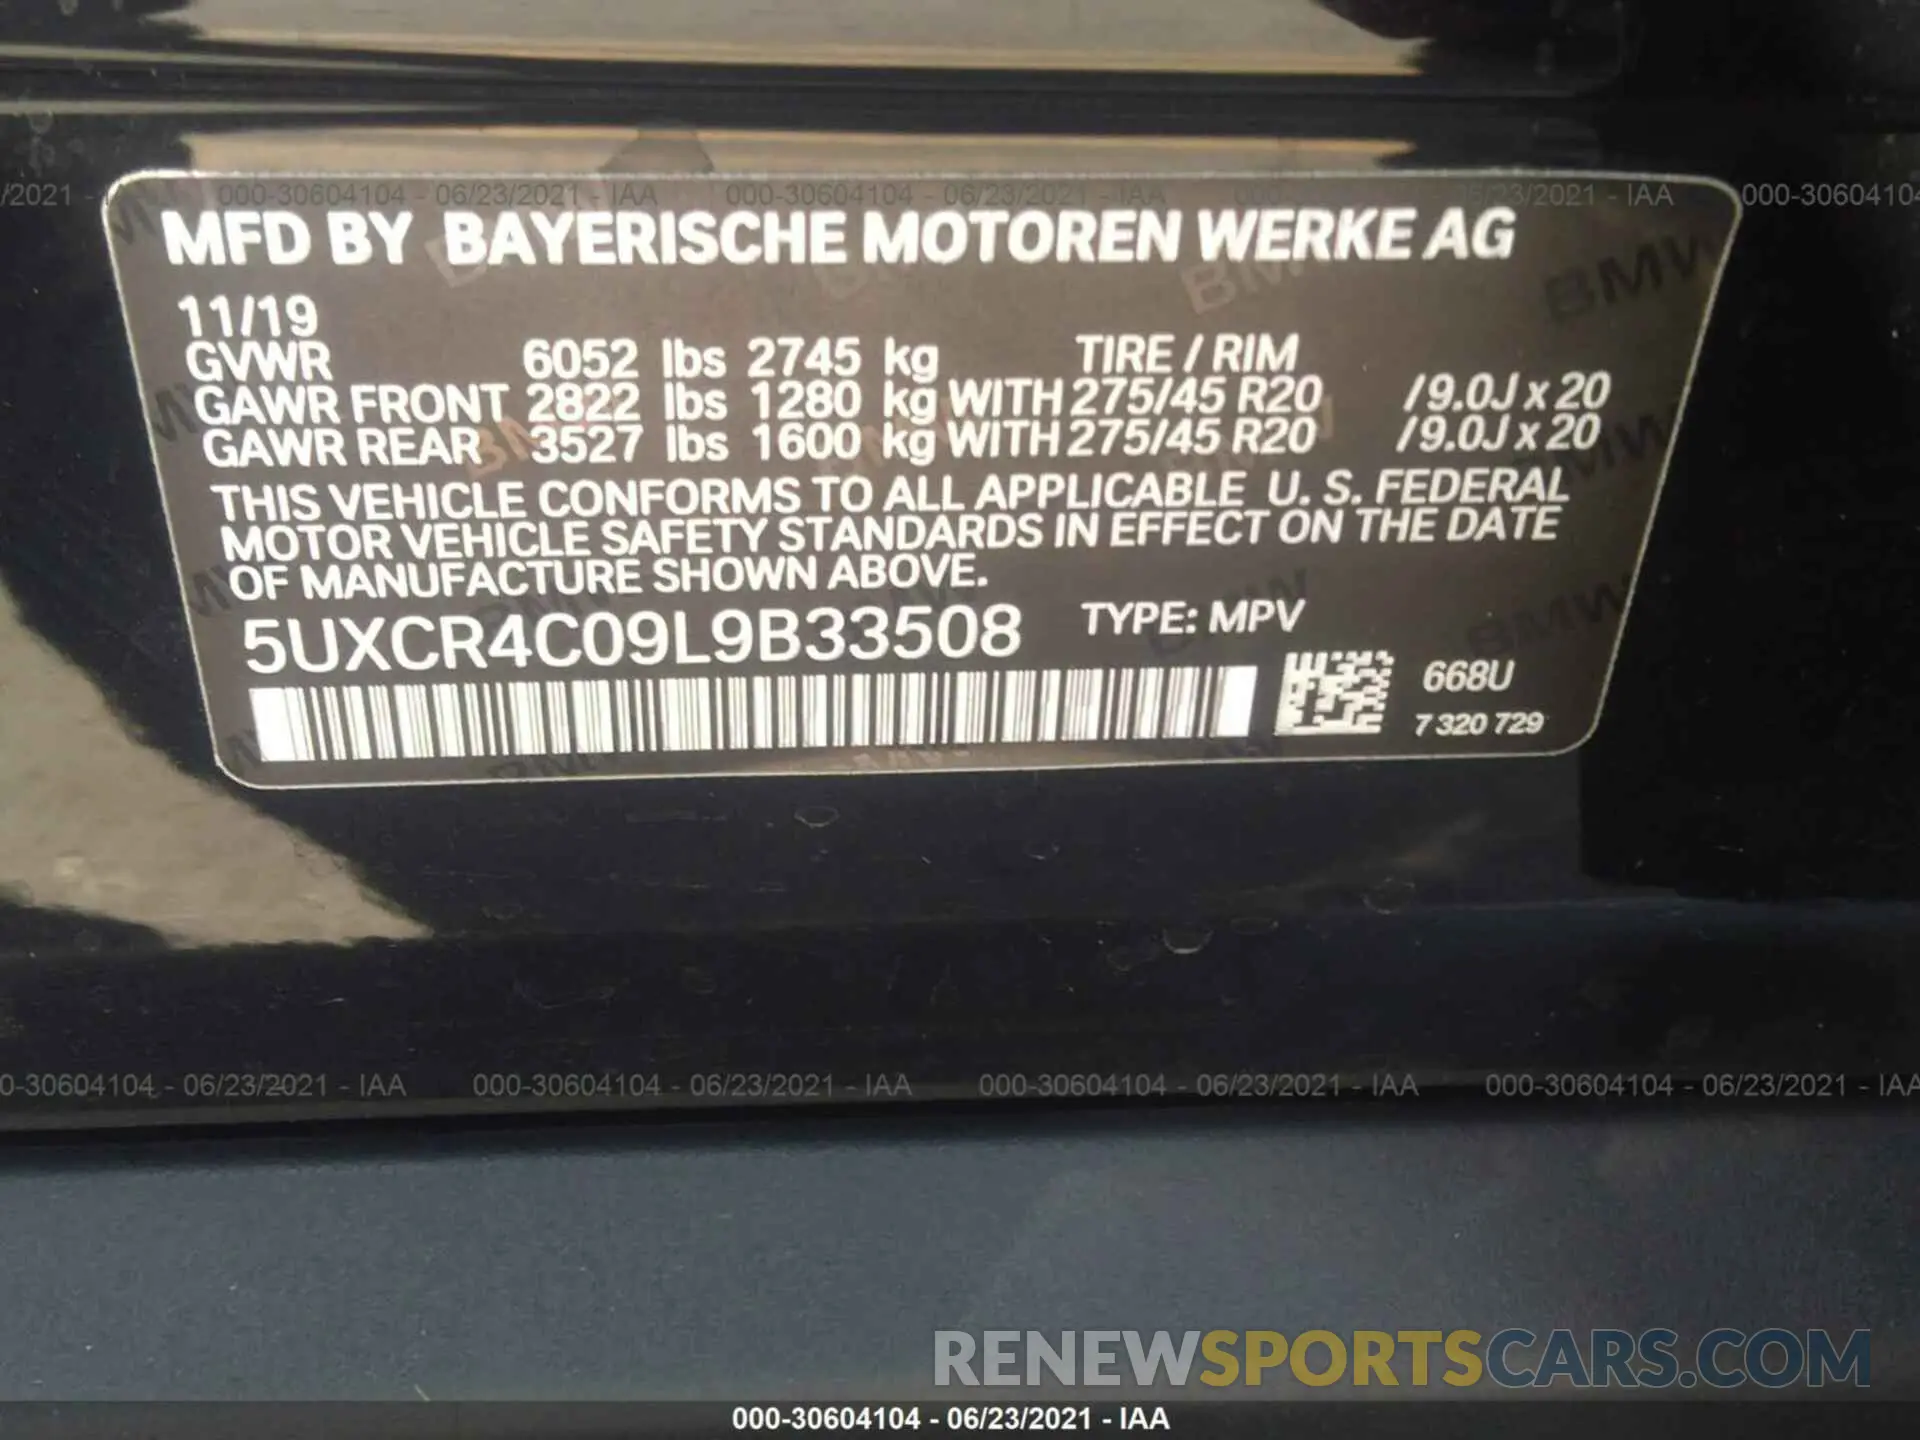 /2021 - 000-30604104 - 06/23/2021 - IAA 000-30604104 - 06/23/2021 - IAA /23/2021 - IAA 000-30604104
MFD BY BAYERISCHE MOTOREN WERKE AG
11/19
GVWR 6052 lbs 2745 kg TIRE / RIM
GAWR FRONT 2822 lbs 1280 kg WITH 275/45 R20 /9.0J x 20
GAWR REAR 3527 lbs 1600 kg WITH 275/45 R20 /9.0J x 20
THIS VEHICLE CONFORMS TO ALL APPLICABLE U. S. FEDERAL
MOTOR VEHICLE SAFETY STANDARDS IN EFFECT ON THE DATE
OF MANUFACTURE SHOWN ABOVE.
5UXCR4C09L9B33508 TYPE: MPV
668U
7 320 729
0-30604104 - 06/23/2021 - IAA 000-30604104 - 06/23/2021 - IAA 000-30604104 - 06/23/2021 - IAA 000-30604104 - 06/23/2021 - IAA
RENEWSPORTSCARS.COM
000-30604104 - 06/23/2021 - IAA